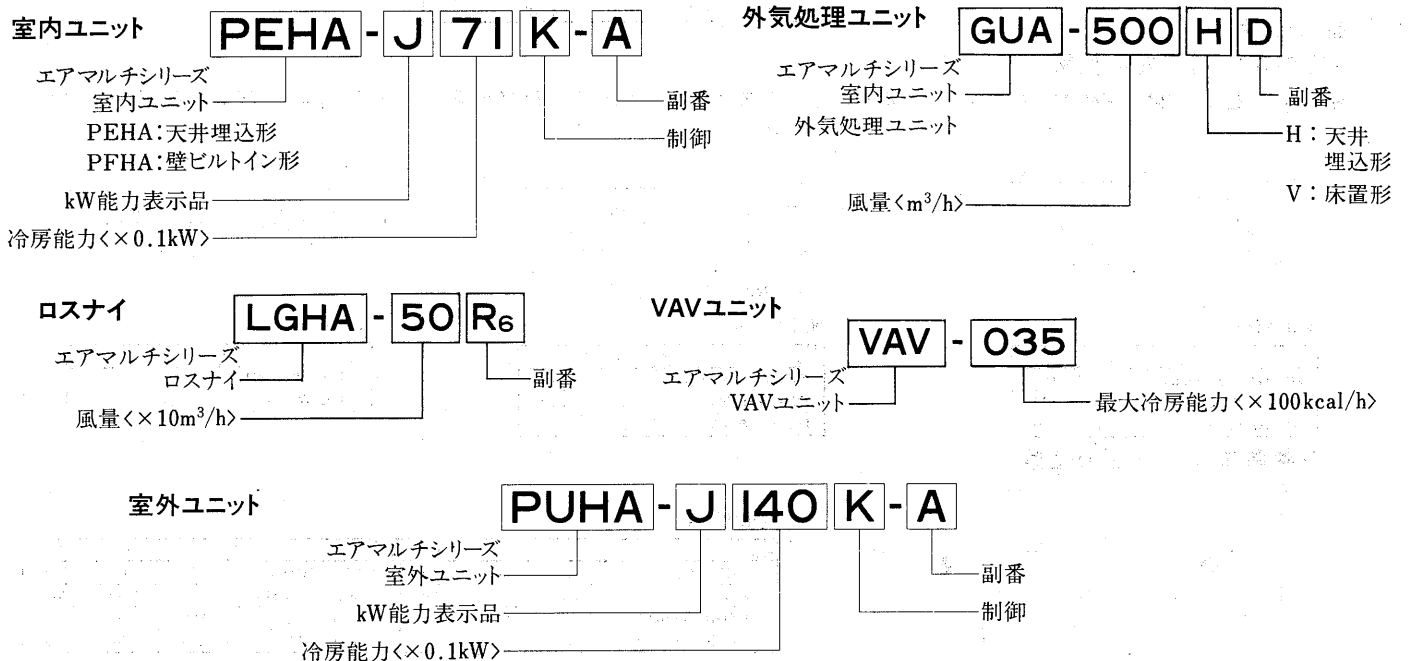 室内ユニット
PEHA-J71K-A
エアマルチシリーズ
室内ユニット
PEHA:天井埋込形
PFHA:壁ビルトイン形
kW能力表示品
冷房能力<×0.1kW>
副番
制御
外気処理ユニット
GUA-500HD
エアマルチシリーズ
室内ユニット
外気処理ユニット
風量<m³/h>
副番
H:天井
埋込形
V:床置形
ロスナイ
LGHA-50R₆
エアマルチシリーズ
ロスナイ
風量<×10m³/h>
副番
VAVユニット
VAV-035
エアマルチシリーズ
VAVユニット
最大冷房能力<×100kcal/h>
室外ユニット
PUHA-J140K-A
エアマルチシリーズ
室外ユニット
kW能力表示品
冷房能力<×0.1kW>
副番
制御